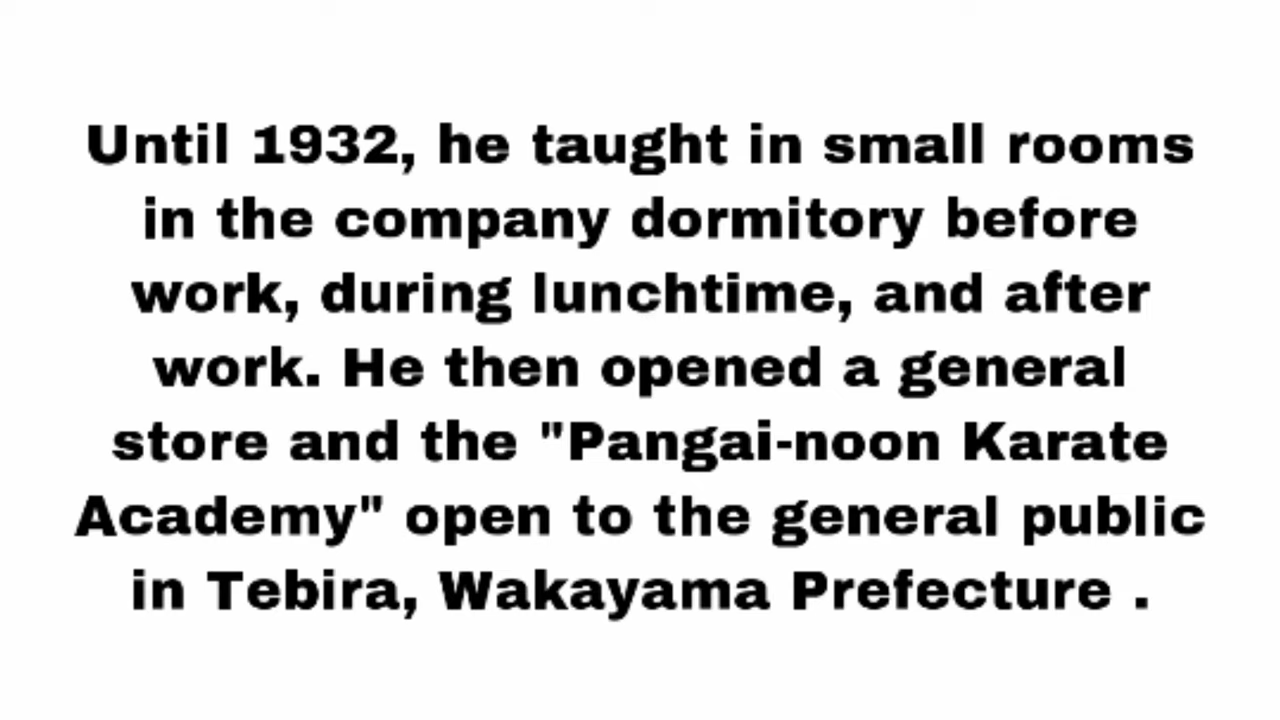 Until 1932, he taught in small rooms
in the company dormitory before
work, during lunchtime, and after
work. He then opened a general
store and the "Pangai-noon Karate
Academy" open to the general public
in Tebira, Wakayama Prefecture .